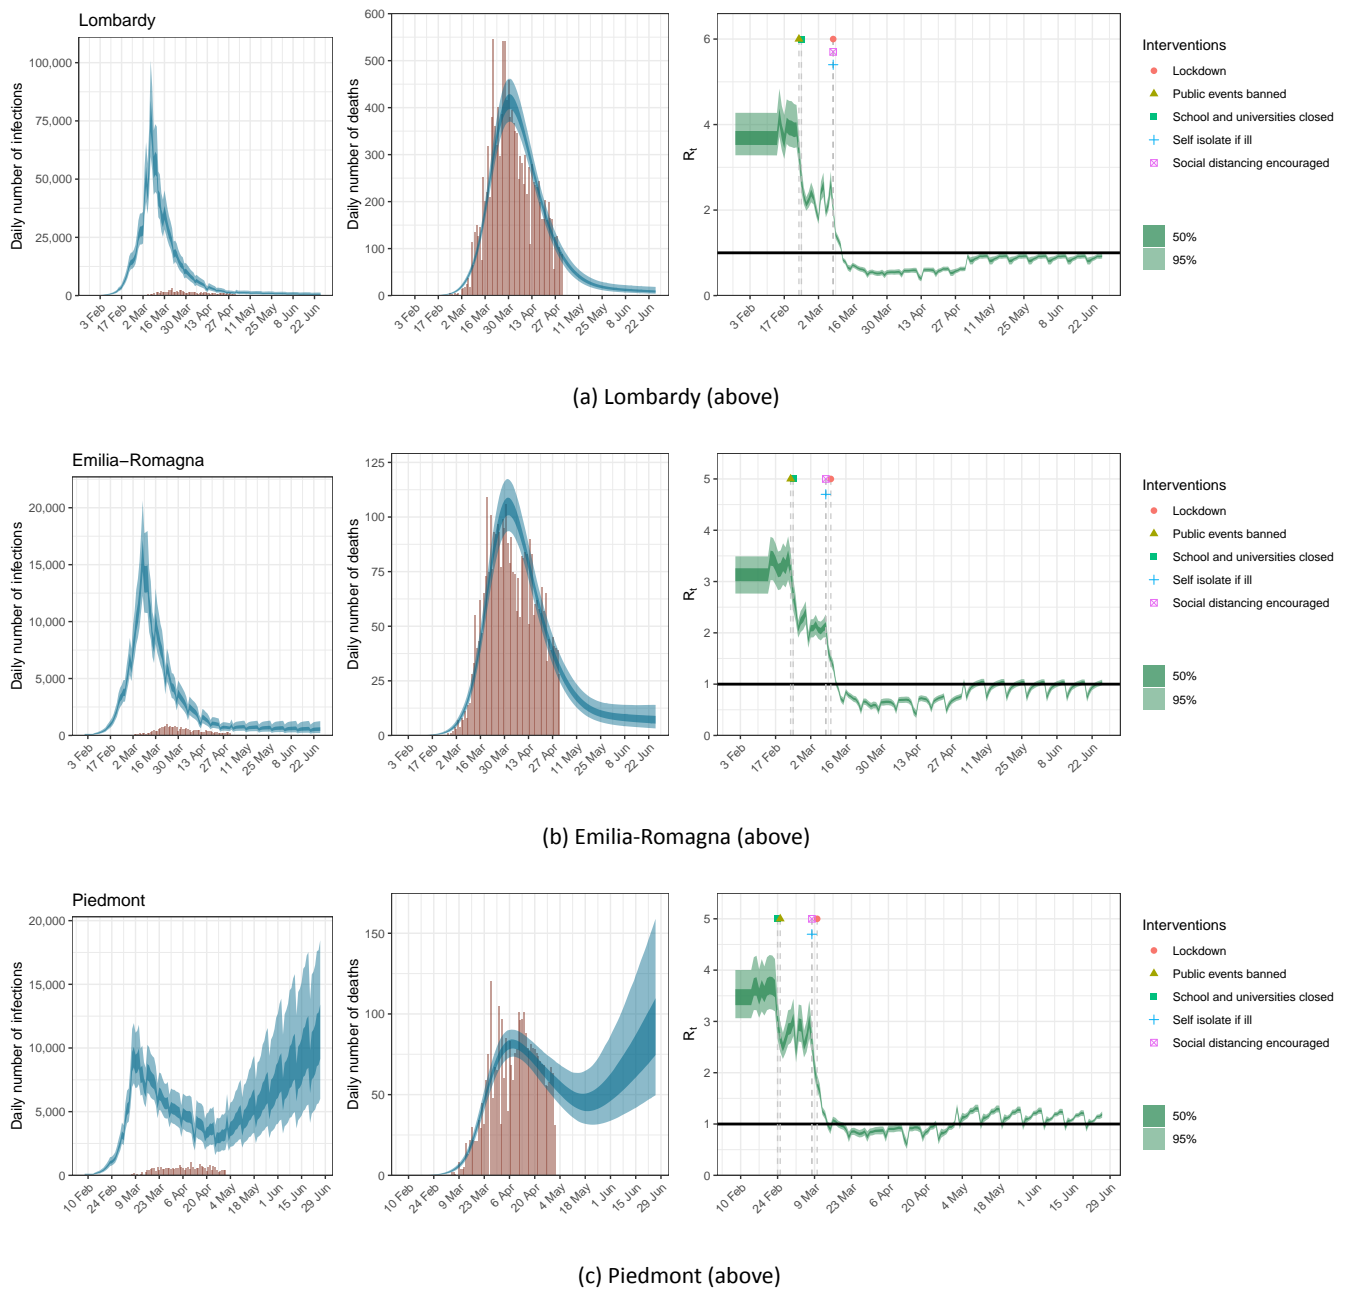 Lombardy
Daily number of infections
100,000
75,000
50,000
25,000
0
3 Feb
17 Feb
2 Mar
16 Mar
30 Mar
13 Apr
27 Apr
11 May
25 May
8 Jun
22 Jun
Daily number of deaths
600
500
400
300
200
100
0
3 Feb
17 Feb
2 Mar
16 Mar
30 Mar
13 Apr
27 Apr
11 May
25 May
8 Jun
22 Jun
Rt
6
4
2
0
3 Feb
17 Feb
2 Mar
16 Mar
30 Mar
13 Apr
27 Apr
11 May
25 May
8 Jun
22 Jun
Interventions
Lockdown
Public events banned
School and universities closed
Self isolate if ill
Social distancing encouraged
50%
95%
(a) Lombardy (above)
Emilia−Romagna
Daily number of infections
20,000
15,000
10,000
5,000
0
3 Feb
17 Feb
2 Mar
16 Mar
30 Mar
13 Apr
27 Apr
11 May
25 May
8 Jun
22 Jun
Daily number of deaths
125
100
75
50
25
0
3 Feb
17 Feb
2 Mar
16 Mar
30 Mar
13 Apr
27 Apr
11 May
25 May
8 Jun
22 Jun
Rt
5
4
3
2
1
0
3 Feb
17 Feb
2 Mar
16 Mar
30 Mar
13 Apr
27 Apr
11 May
25 May
8 Jun
22 Jun
Interventions
Lockdown
Public events banned
School and universities closed
Self isolate if ill
Social distancing encouraged
50%
95%
(b) Emilia-Romagna (above)
Piedmont
Daily number of infections
20,000
15,000
10,000
5,000
0
10 Feb
24 Feb
9 Mar
23 Mar
6 Apr
20 Apr
4 May
18 May
1 Jun
15 Jun
29 Jun
Daily number of deaths
150
100
50
0
10 Feb
24 Feb
9 Mar
23 Mar
6 Apr
20 Apr
4 May
18 May
1 Jun
15 Jun
29 Jun
Rt
5
4
3
2
1
0
10 Feb
24 Feb
9 Mar
23 Mar
6 Apr
20 Apr
4 May
18 May
1 Jun
15 Jun
29 Jun
Interventions
Lockdown
Public events banned
School and universities closed
Self isolate if ill
Social distancing encouraged
50%
95%
(c) Piedmont (above)